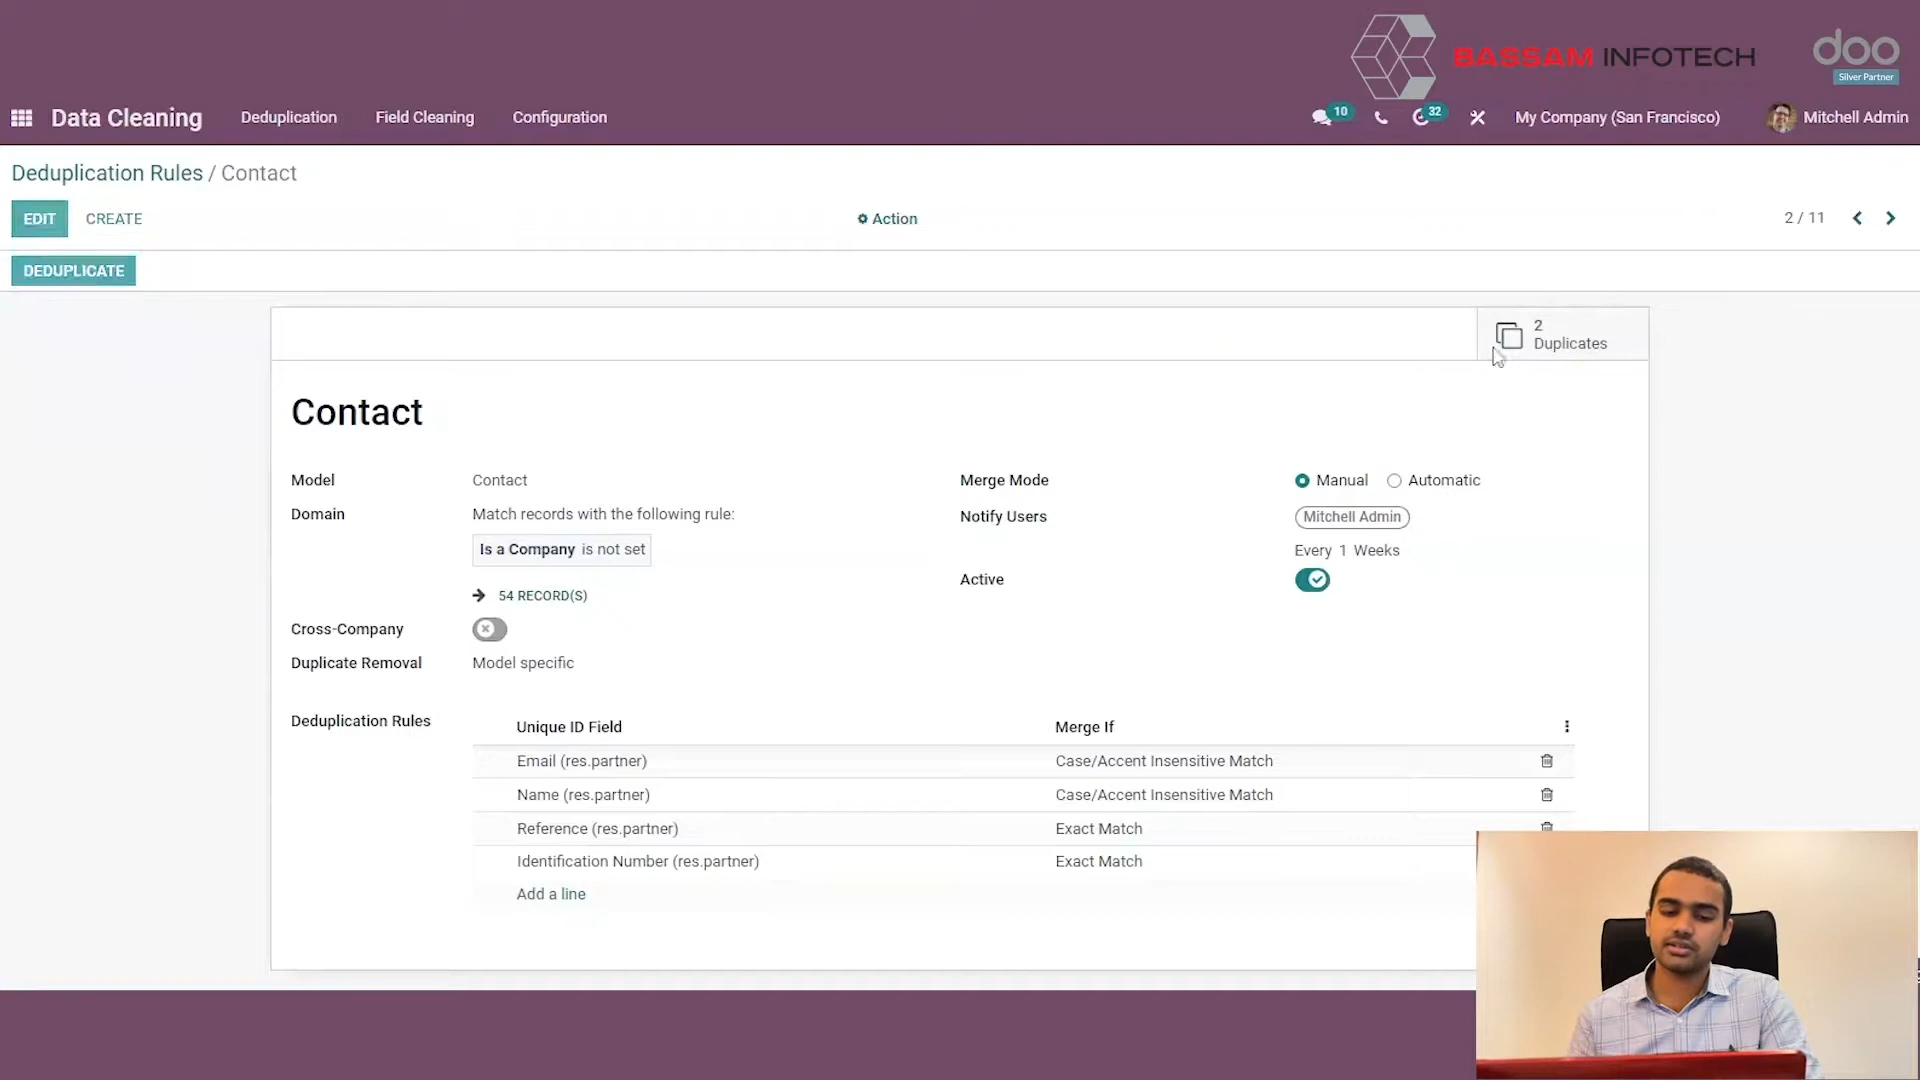 BASSAM INFOTECH
doo
Silver Partner
Data Cleaning
Deduplication
Field Cleaning
Configuration
10
32
My Company (San Francisco)
Mitchell Admin
Deduplication Rules / Contact
EDIT
CREATE
Action
2 / 11
DEDUPLICATE
2
Duplicates
Contact
Model
Contact
Merge Mode
Manual
Automatic
Domain
Match records with the following rule:
Notify Users
Mitchell Admin
Is a Company is not set
Every 1 Weeks
Active
54 RECORD(S)
Cross-Company
Duplicate Removal
Model specific
Deduplication Rules
Unique ID Field
Merge If
Email (res.partner)
Case/Accent Insensitive Match
Name (res.partner)
Case/Accent Insensitive Match
Reference (res.partner)
Exact Match
Identification Number (res.partner)
Exact Match
Add a line